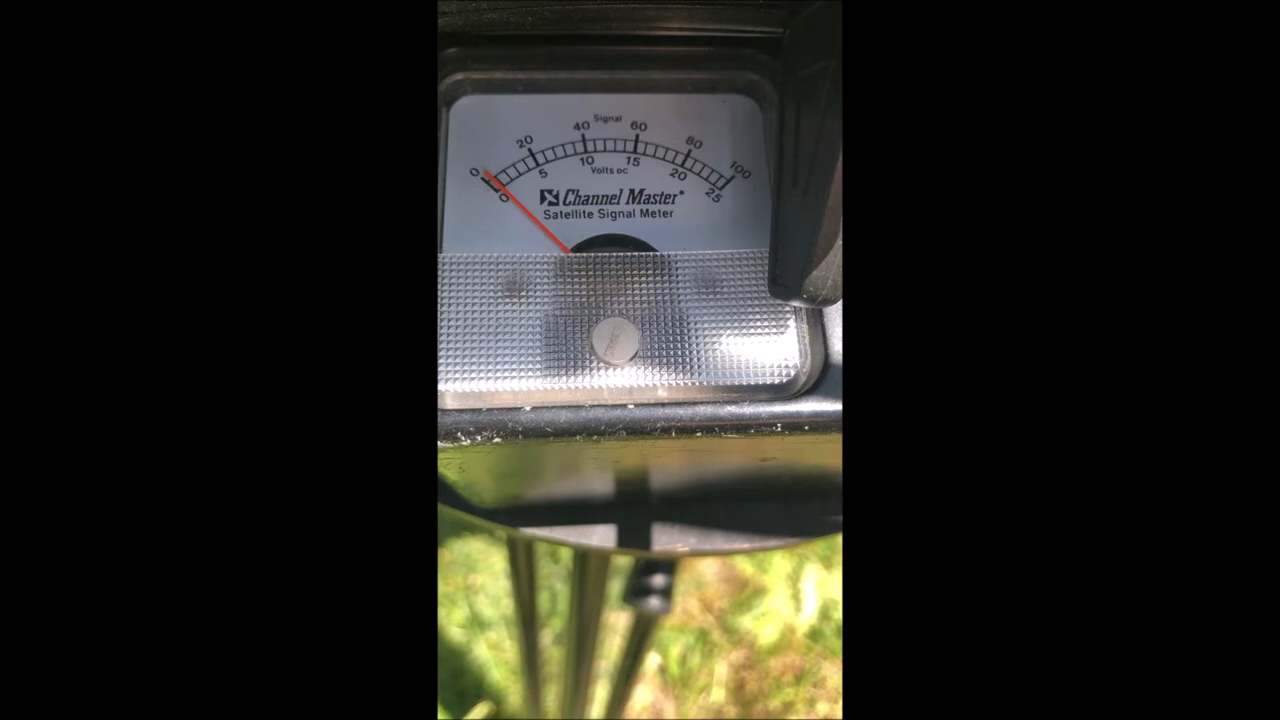 Signal
0 20 40 60 80 100
0 5 10 15 20 25
Volts DC
Channel Master®
Satellite Signal Meter